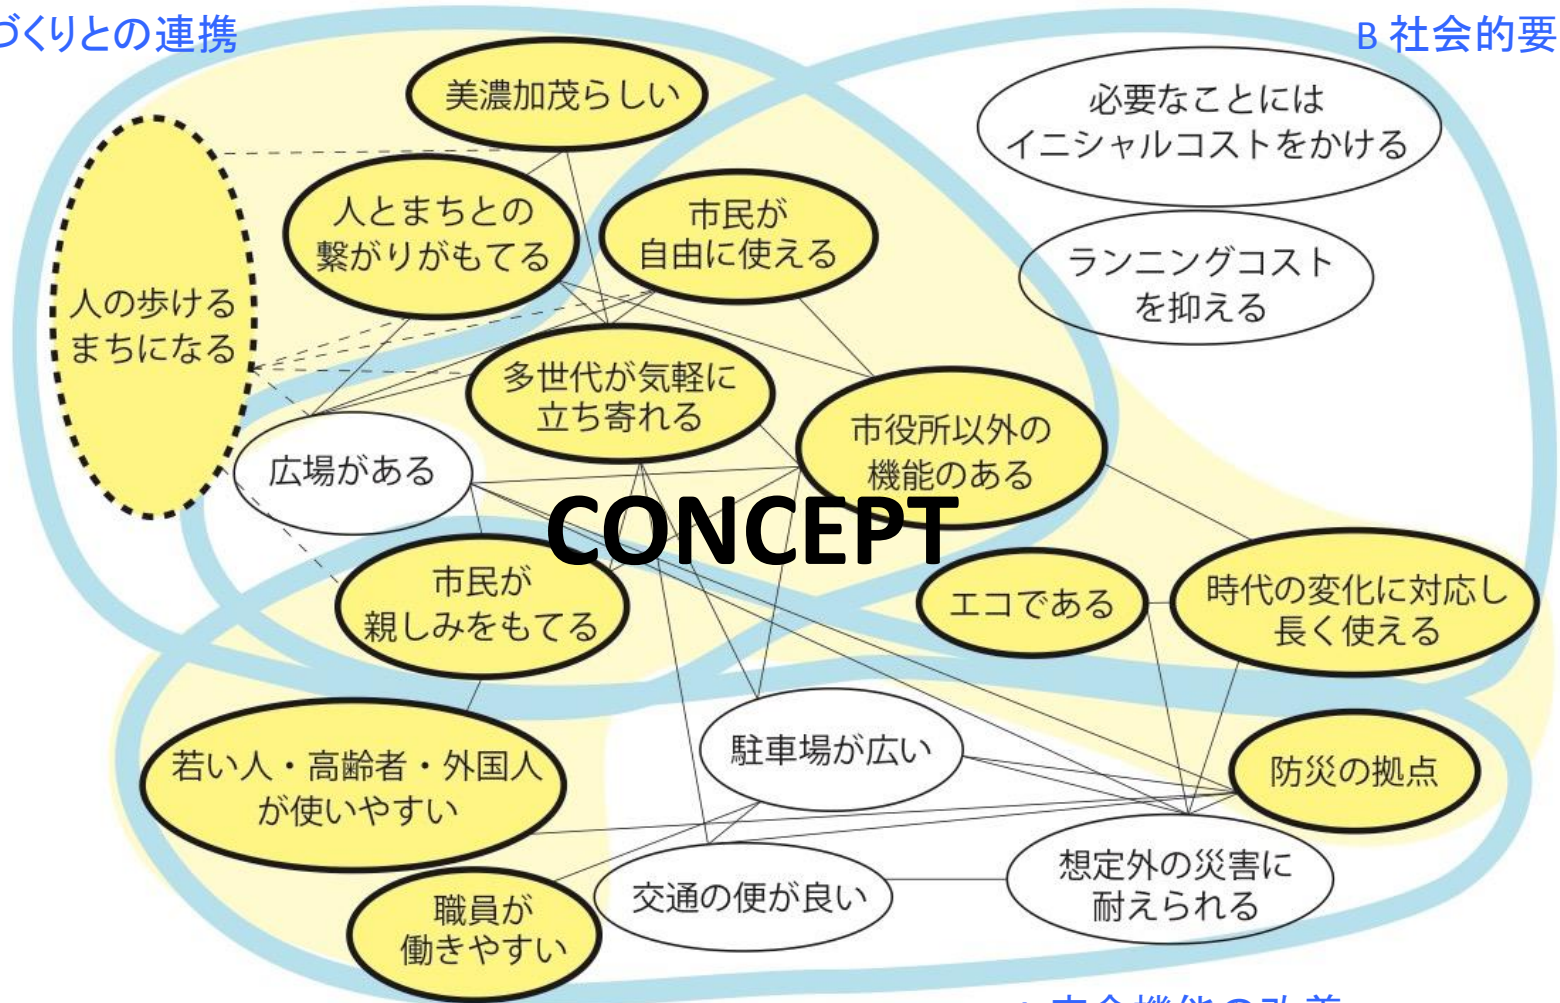 づくりとの連携
B 社会的要
美濃加茂らしい
必要なことには
イニシャルコストをかける
人とまちとの
繋がりがもてる
市民が
自由に使える
ランニングコスト
を抑える
人の歩ける
まちになる
多世代が気軽に
立ち寄れる
市役所以外の
機能のある
広場がある
CONCEPT
市民が
親しみをもてる
エコである
時代の変化に対応し
長く使える
若い人・高齢者・外国人
が使いやすい
駐車場が広い
防災の拠点
職員が
働きやすい
交通の便が良い
想定外の災害に
耐えられる